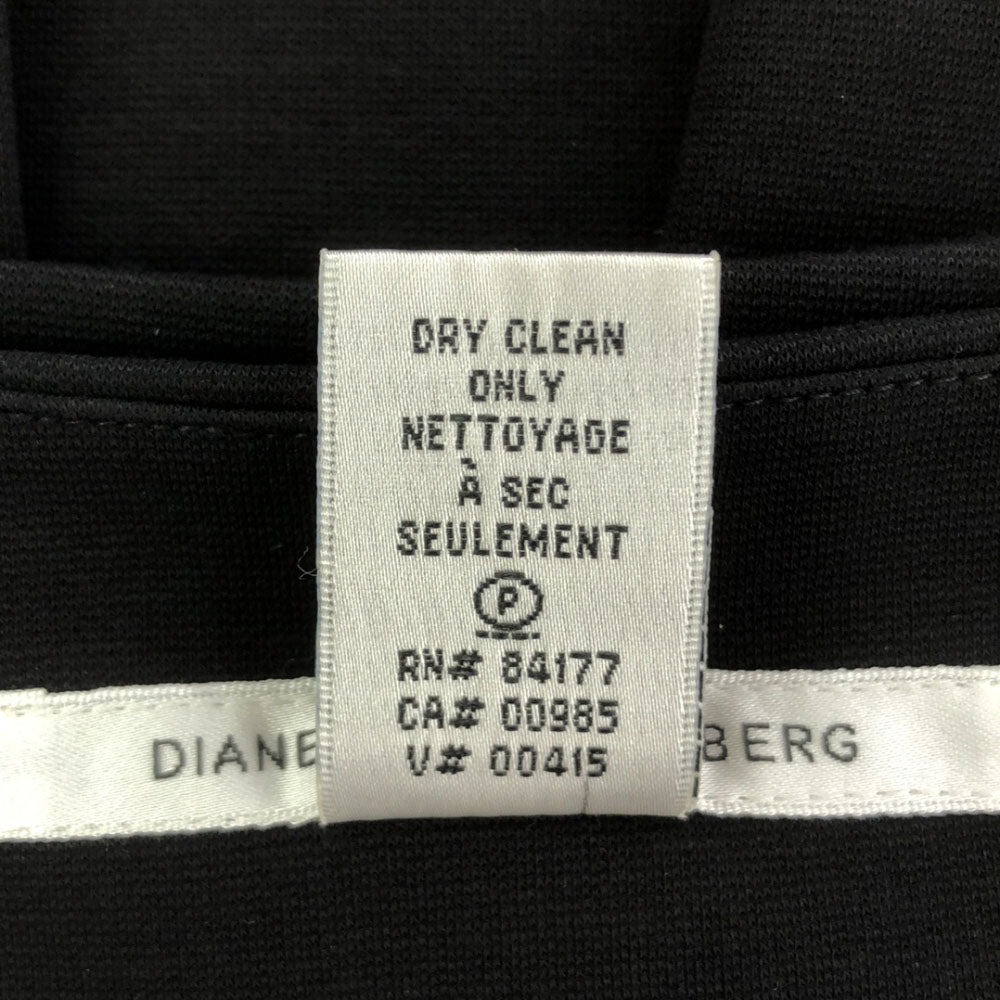 DRY CLEAN
ONLY
NETTOYAGE
À SEC
SEULEMENT
P
RN# 84177
CA# 00985
V# 00415
DIANE BERG